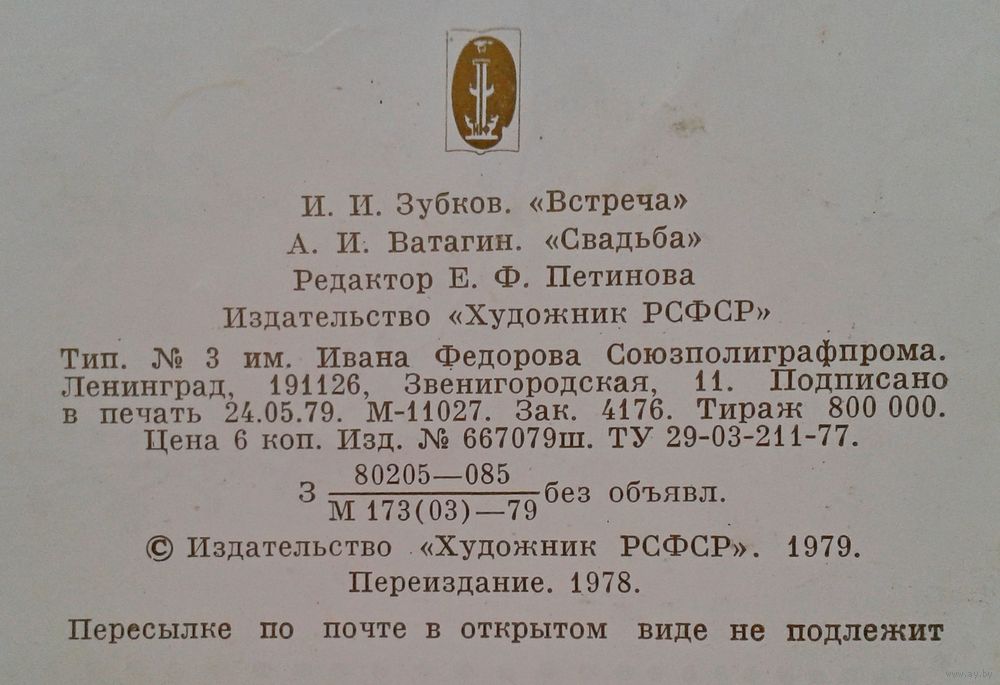 И. И. Зубков. «Встреча»
А. И. Ватагин. «Свадьба»
Редактор Е. Ф. Петинова
Издательство «Художник РСФСР»
Тип. № 3 им. Ивана Федорова Союзполиграфпрома.
Ленинград, 191126, Звенигородская, 11. Подписано
в печать 24.05.79. М-11027. Зак. 4176. Тираж 800 000.
Цена 6 коп. Изд. № 667079ш. ТУ 29-03-211-77.
80205—085
З
без объявл.
М 173(03)—79
© Издательство «Художник РСФСР». 1979.
Переиздание. 1978.
Пересылке по почте в открытом виде не подлежит
www.ay.by